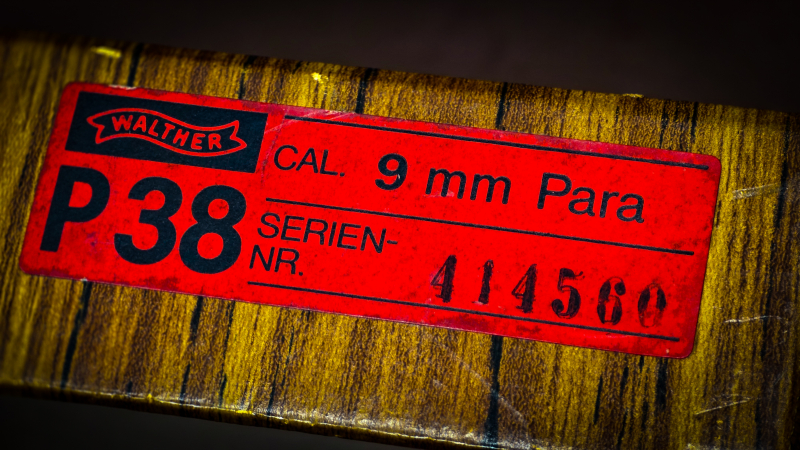 WALTHER
P38
CAL. 9 mm Para
SERIEN-
NR. 414560